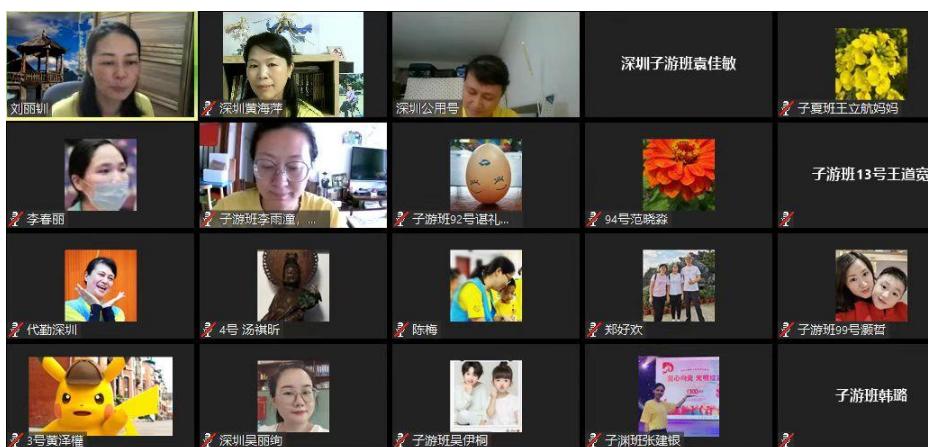 刘丽钏
深圳黄海萍
深圳公用号
深圳子游班袁佳敏
子夏班王立航妈妈
李春丽
子游班李雨潼，...
子游班92号谌礼...
94号范晓淼
子游班13号王道宽
代勤深圳
4号 汤祺昕
陈梅
郑好欢
子游班99号颢哲
3号黄泽權
深圳吴丽绚
子游班吴伊桐
子渊班张建银
子游班韩璐